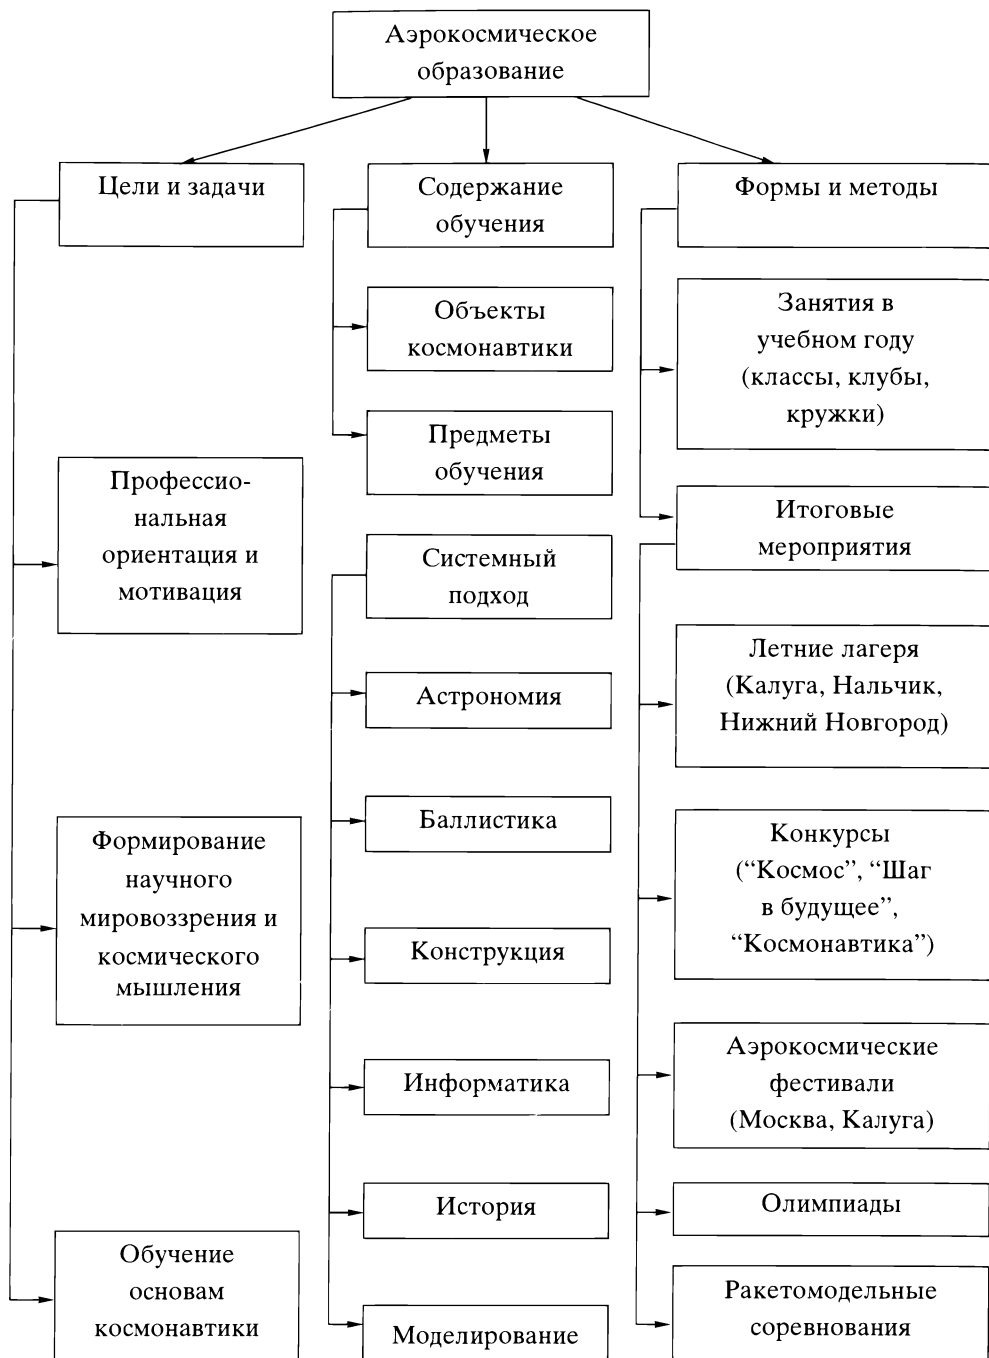 Аэрокосмическое
образование
Цели и задачи
Профессио-
нальная
ориентация и
мотивация
Формирование
научного
мировоззрения и
космического
мышления
Обучение
основам
космонавтики
Содержание
обучения
Объекты
космонавтики
Предметы
обучения
Системный
подход
Астрономия
Баллистика
Конструкция
Информатика
История
Моделирование
Формы и методы
Занятия в
учебном году
(классы, клубы,
кружки)
Итоговые
мероприятия
Летние лагеря
(Калуга, Нальчик,
Нижний Новгород)
Конкурсы
(“Космос”, “Шаг
в будущее”,
“Космонавтика”)
Аэрокосмические
фестивали
(Москва, Калуга)
Олимпиады
Ракетомодельные
соревнования